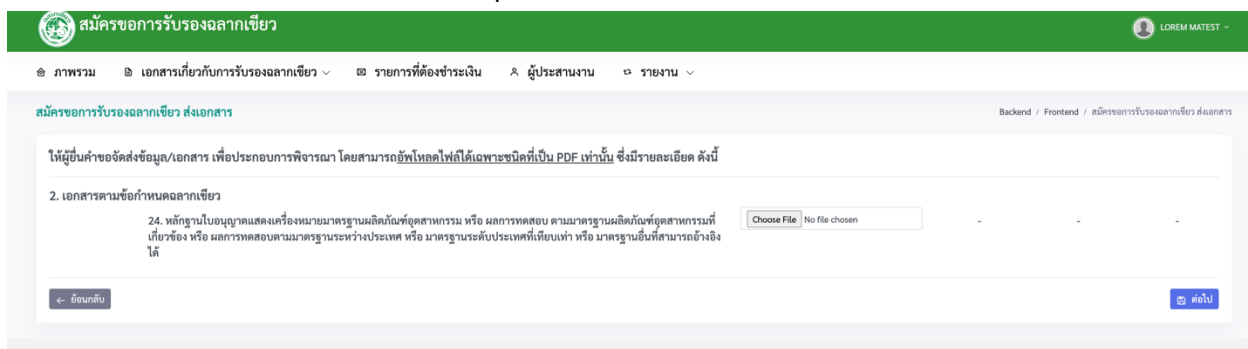 สมัครขอการรับรองฉลากเขียว
LOREM MATEST
ภาพรวม เอกสารเกี่ยวกับการรับรองฉลากเขียว รายการที่ต้องชำระเงิน ผู้ประสานงาน รายงาน
สมัครขอการรับรองฉลากเขียว ส่งเอกสาร
Backend / Frontend / สมัครขอการรับรองฉลากเขียว ส่งเอกสาร
ให้ผู้ยื่นคำขอจัดส่งข้อมูล/เอกสาร เพื่อประกอบการพิจารณา โดยสามารถอัพโหลดไฟล์ได้เฉพาะชนิดที่เป็น PDF เท่านั้น ซึ่งมีรายละเอียด ดังนี้
2. เอกสารตามข้อกำหนดฉลากเขียว
24. หลักฐานใบอนุญาตแสดงเครื่องหมายมาตรฐานผลิตภัณฑ์อุตสาหกรรม หรือ ผลการทดสอบ ตามมาตรฐานผลิตภัณฑ์อุตสาหกรรมที่
เกี่ยวข้อง หรือ ผลการทดสอบตามมาตรฐานระหว่างประเทศ หรือ มาตรฐานระดับประเทศที่เทียบเท่า หรือ มาตรฐานอื่นที่สามารถอ้างอิง
ได้
Choose File No file chosen - - -
ย้อนกลับ
ต่อไป